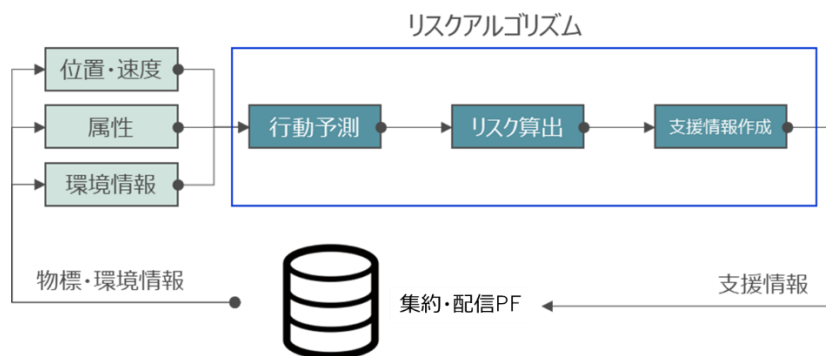 リスクアルゴリズム
位置・速度
属性
環境情報
行動予測
リスク算出
支援情報作成
物標・環境情報
集約・配信PF
支援情報